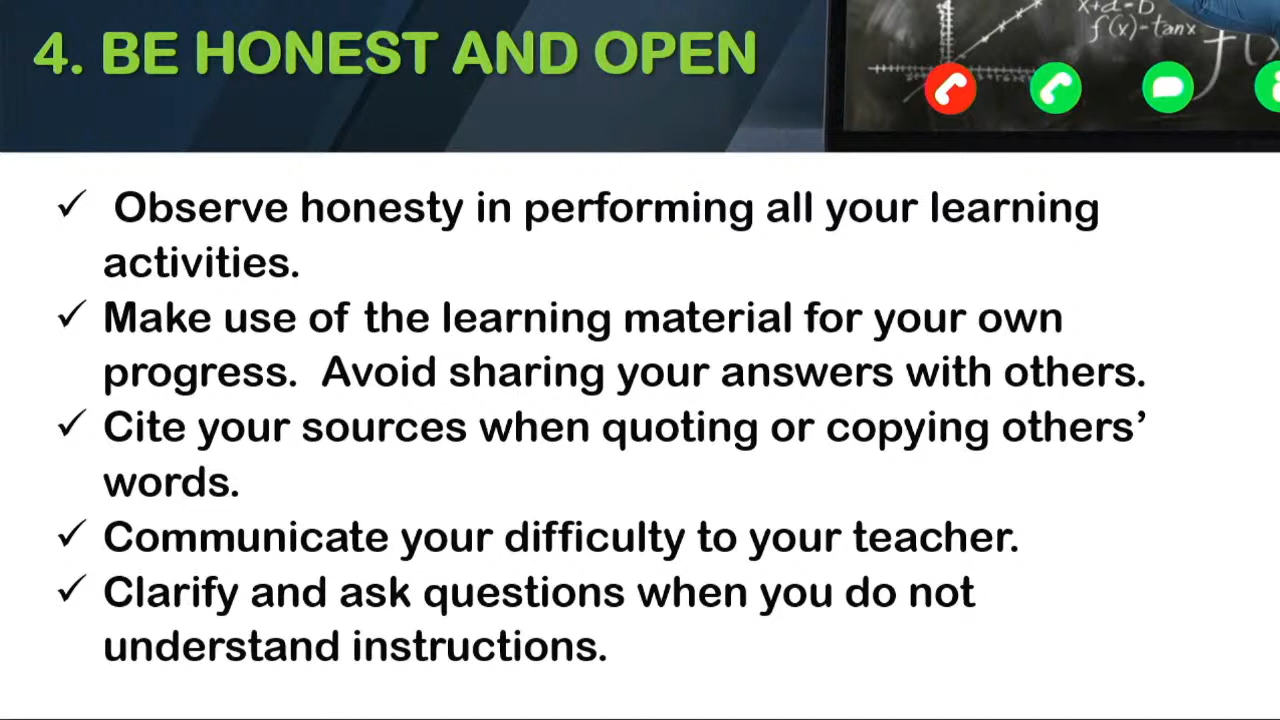 x+d=b
f(x)=tanx
4. BE HONEST AND OPEN
✓ Observe honesty in performing all your learning
activities.
✓ Make use of the learning material for your own
progress. Avoid sharing your answers with others.
✓ Cite your sources when quoting or copying others’
words.
✓ Communicate your difficulty to your teacher.
✓ Clarify and ask questions when you do not
understand instructions.